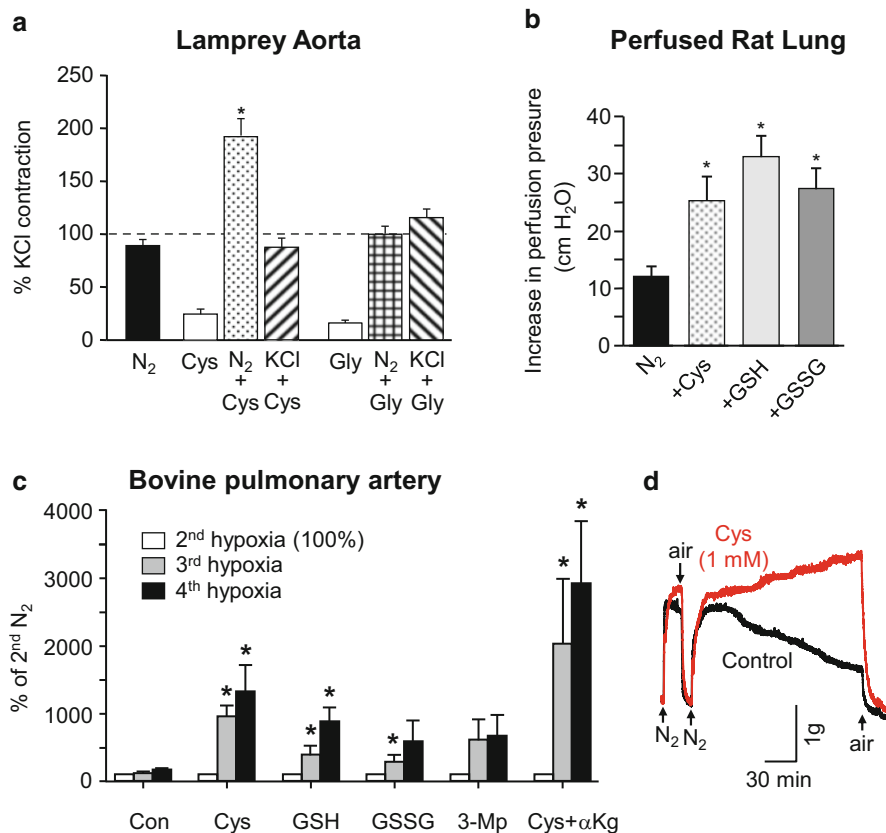 a
Lamprey Aorta
% KCl contraction
250
200
150
100
50
0
*
N2
Cys
N2
+
Cys
KCl
+
Cys
Gly
N2
+
Gly
KCl
+
Gly
b
Perfused Rat Lung
Increase in perfusion presure
(cm H2O)
40
30
20
10
0
*
*
*
N2
+Cys
+GSH
+GSSG
c
Bovine pulmonary artery
% of 2nd N2
4000
3000
2000
1000
0
2nd hypoxia (100%)
3rd hypoxia
4th hypoxia
*
*
*
*
*
*
*
Con
Cys
GSH
GSSG
3-Mp
Cys+αKg
d
air
Cys
(1 mM)
Control
N2
N2
air
1g
30 min